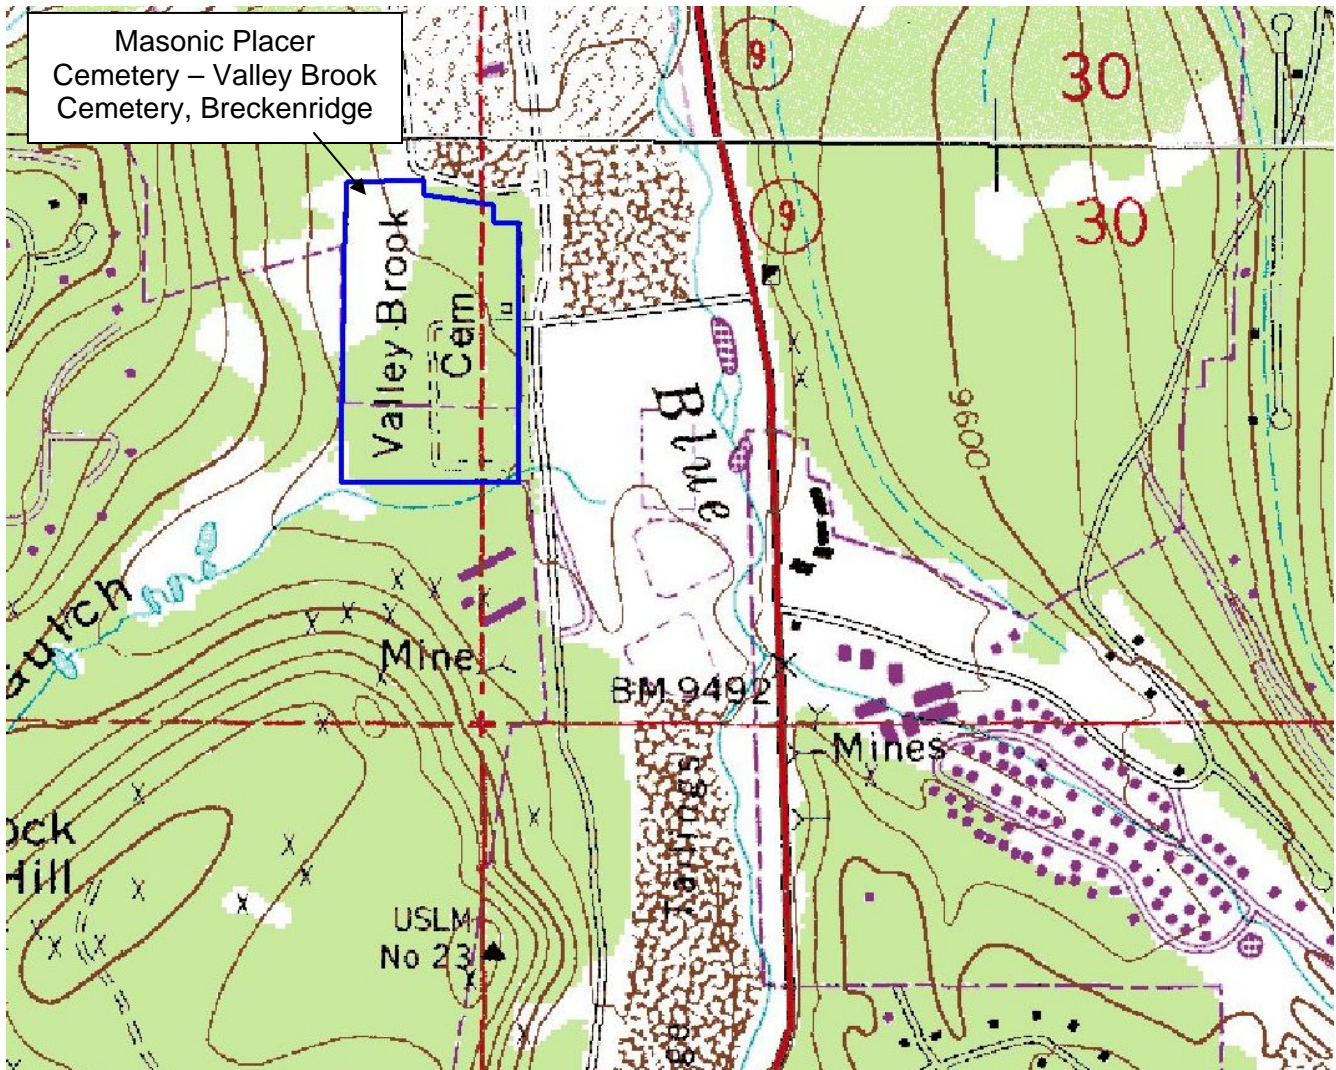 Masonic Placer
Cemetery – Valley Brook
Cemetery, Breckenridge
9
30
9
30
Valley Brook
Cem
Blue
9600
Gulch
Mine
BM 9492
Mines
Tailings
ock
Hill
USLM
No 23